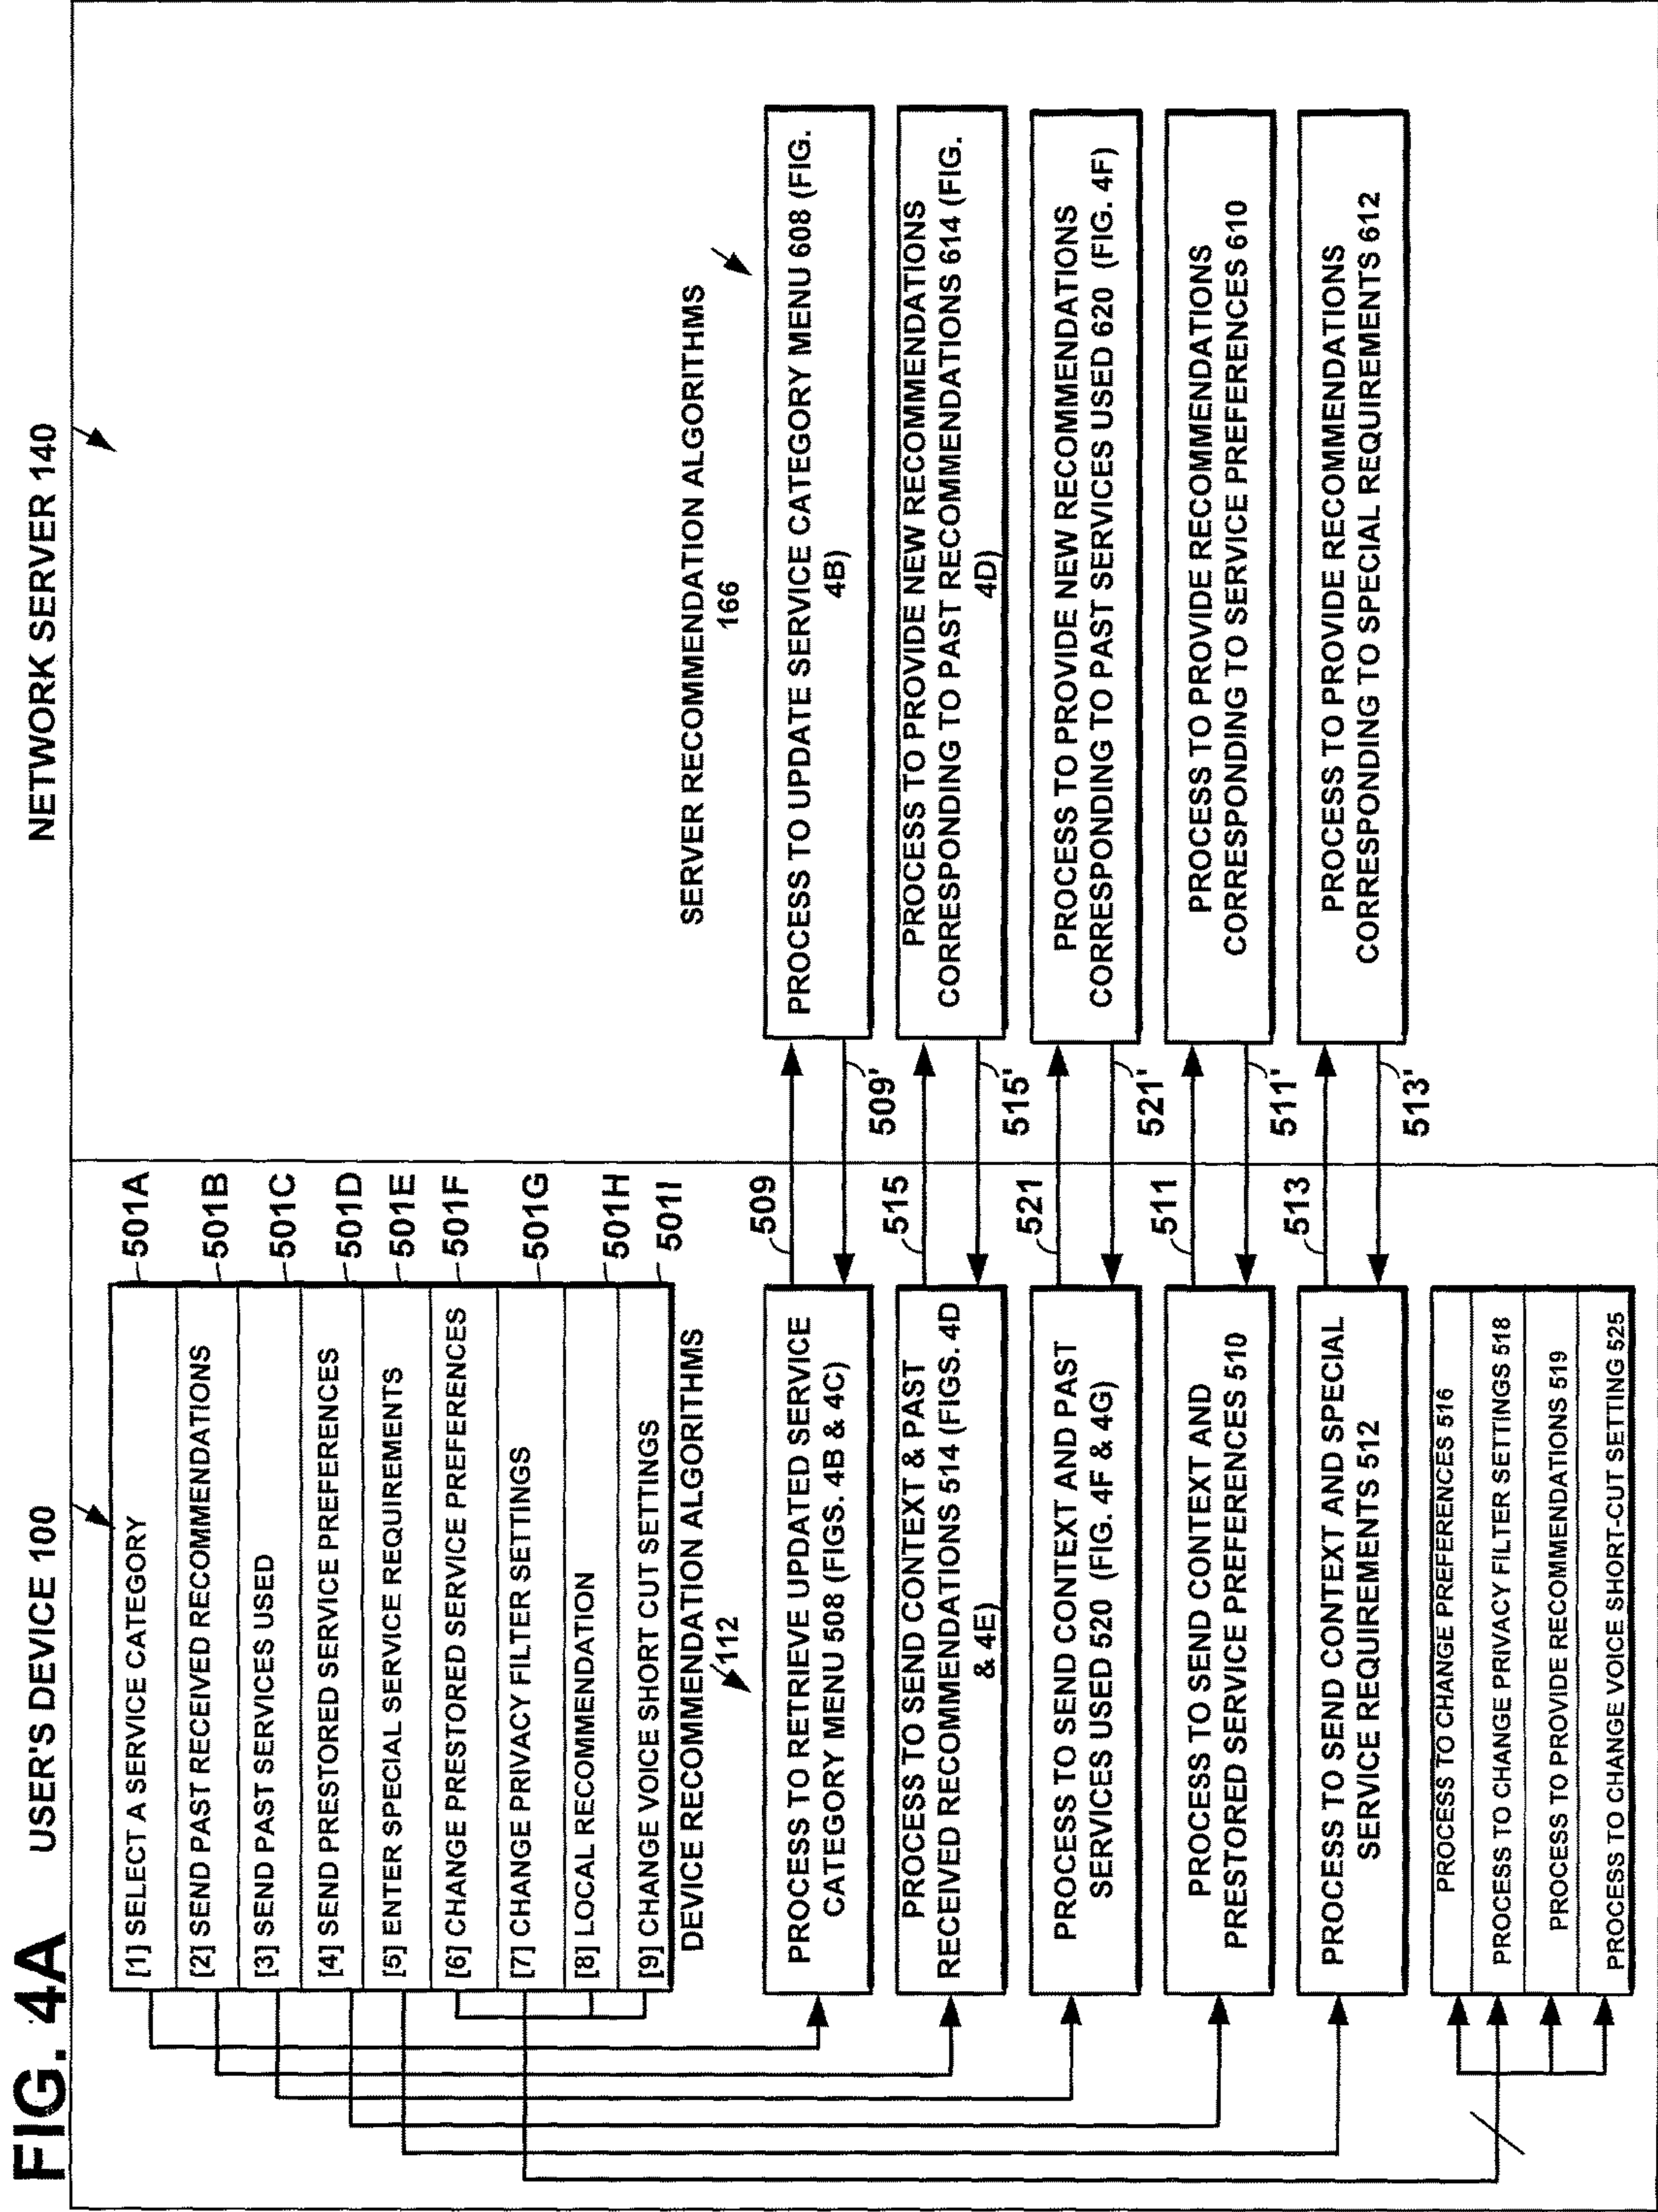 FIG. 4A
USER'S DEVICE 100
NETWORK SERVER 140
[1] SELECT A SERVICE CATEGORY
501A
[2] SEND PAST RECEIVED RECOMMENDATIONS
501B
[3] SEND PAST SERVICES USED
501C
[4] SEND PRESTORED SERVICE PREFERENCES
501D
[5] ENTER SPECIAL SERVICE REQUIREMENTS
501E
[6] CHANGE PRESTORED SERVICE PREFERENCES
501F
[7] CHANGE PRIVACY FILTER SETTINGS
501G
[8] LOCAL RECOMMENDATION
501H
[9] CHANGE VOICE SHORT CUT SETTINGS
501I
DEVICE RECOMMENDATION ALGORITHMS
112
SERVER RECOMMENDATION ALGORITHMS
166
PROCESS TO RETRIEVE UPDATED SERVICE
CATEGORY MENU 508 (FIGS. 4B & 4C)
509
509'
PROCESS TO UPDATE SERVICE CATEGORY MENU 608 (FIG.
4B)
PROCESS TO SEND CONTEXT & PAST
RECEIVED RECOMMENDATIONS 514 (FIGS. 4D
& 4E)
515
515'
PROCESS TO PROVIDE NEW RECOMMENDATIONS
CORRESPONDING TO PAST RECOMMENDATIONS 614 (FIG.
4D)
PROCESS TO SEND CONTEXT AND PAST
SERVICES USED 520 (FIG. 4F & 4G)
521
521'
PROCESS TO PROVIDE NEW RECOMMENDATIONS
CORRESPONDING TO PAST SERVICES USED 620 (FIG. 4F)
PROCESS TO SEND CONTEXT AND
PRESTORED SERVICE PREFERENCES 510
511
511'
PROCESS TO PROVIDE RECOMMENDATIONS
CORRESPONDING TO SERVICE PREFERENCES 610
PROCESS TO SEND CONTEXT AND SPECIAL
SERVICE REQUIREMENTS 512
513
513'
PROCESS TO PROVIDE RECOMMENDATIONS
CORRESPONDING TO SPECIAL REQUIREMENTS 612
PROCESS TO CHANGE PREFERENCES 516
PROCESS TO CHANGE PRIVACY FILTER SETTINGS 518
PROCESS TO PROVIDE RECOMMENDATIONS 519
PROCESS TO CHANGE VOICE SHORT-CUT SETTING 525